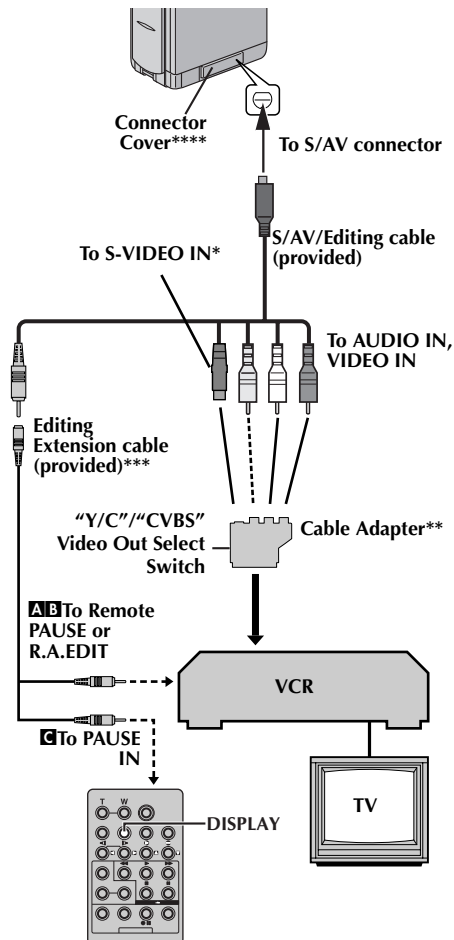 Connector
Cover****
To S/AV connector
S/AV/Editing cable
(provided)
To S-VIDEO IN*
To AUDIO IN,
VIDEO IN
Editing
Extension cable
(provided)***
"Y/C"/"CVBS"
Video Out Select
Switch
Cable Adapter**
A B To Remote
PAUSE or
R.A.EDIT
VCR
C To PAUSE
IN
TV
T W
DISPLAY